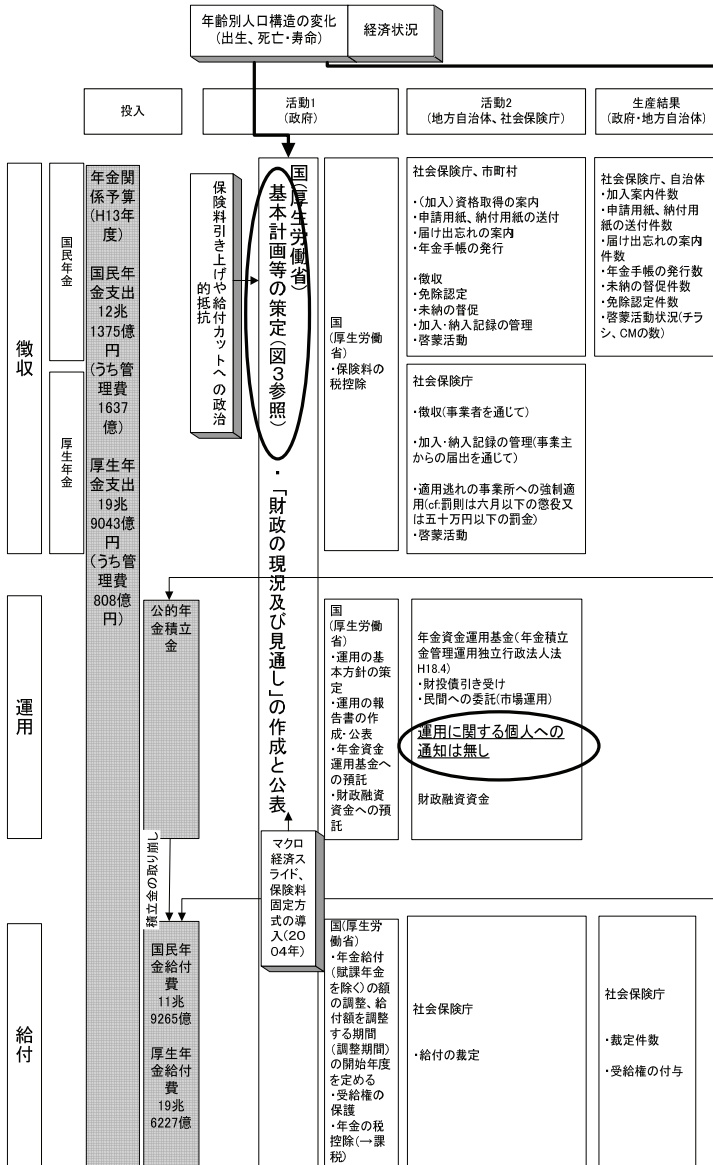 年齢別人口構造の変化
(出生、死亡・寿命)
経済状況
投入
活動1
(政府)
活動2
(地方自治体、社会保険庁)
生産結果
(政府・地方自治体)
徴収
国民年金
厚生年金
年金関
係予算
(H13年
度)
国民年
金支出
12兆
1375億
円
(うち管
理費
1637
億)
厚生年
金支出
19兆
9043億
円
(うち管
理費
808億
円)
保険料引き上げや給付カットへの政治
的抵抗
国(厚生労働省)
基本計画等の策定(図3参照)
・「財政の現況及び見通し」の作成と公表
国
(厚生労働
省)
・保険料の
税控除
社会保険庁、市町村
・(加入)資格取得の案内
・申請用紙、納付用紙の送付
・届け出忘れの案内
・年金手帳の発行
・徴収
・免除認定
・未納の督促
・加入・納入記録の管理
・啓蒙活動
社会保険庁、自治体
・加入案内件数
・申請用紙、納付用
紙の送付件数
・届け出忘れの案内
件数
・年金手帳の発行数
・未納の督促件数
・免除認定件数
・啓蒙活動状況(チラ
シ、CMの数)
社会保険庁
・徴収(事業者を通じて)
・加入・納入記録の管理(事業主
からの届出を通じて)
・適用逃れの事業所への強制適
用(cf:罰則は六月以下の懲役又
は五十万円以下の罰金)
・啓蒙活動
運用
公的年
金積立
金
国
(厚生労働
省)
・運用の基
本方針の策
定
・運用の報
告書の作
成・公表
・年金資金
運用基金へ
の預託
・財政融資
資金への預
託
年金資金運用基金(年金積立
金管理運用独立行政法人法
H18.4)
・財投債引き受け
・民間への委託(市場運用)
運用に関する個人への
通知は無し
財政融資資金
積立金の取り崩し
マクロ
経済ス
ライド、
保険料
固定方
式の導
入(20
04年)
給付
国民年
金給付
費
11兆
9265億
厚生年
金給付
費
19兆
6227億
国(厚生労
働省)
・年金給付
(賦課年金
を除く)の額
の調整、給
付額を調整
する期間
(調整期間)
の開始年度
を定める
・受給権の
保護
・年金の税
控除(→課
税)
社会保険庁
・給付の裁定
社会保険庁
・裁定件数
・受給権の付与